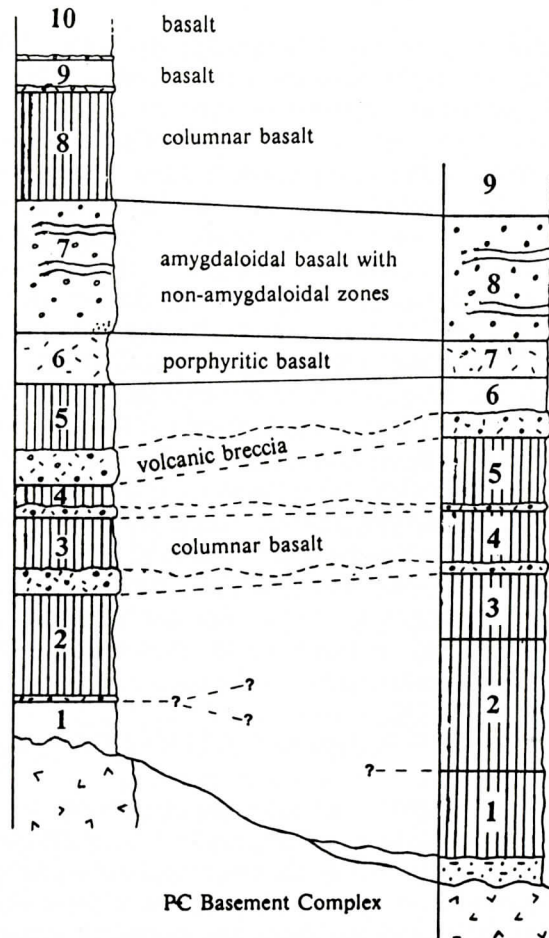 10
basalt
9
basalt
8
columnar basalt
9
7
amygdaloidal basalt with
non-amygdaloidal zones
8
6
porphyritic basalt
7
5
6
volcanic breccia
4
5
3
columnar basalt
4
3
2
2
?
?
?
1
?
1
P-Є Basement Complex